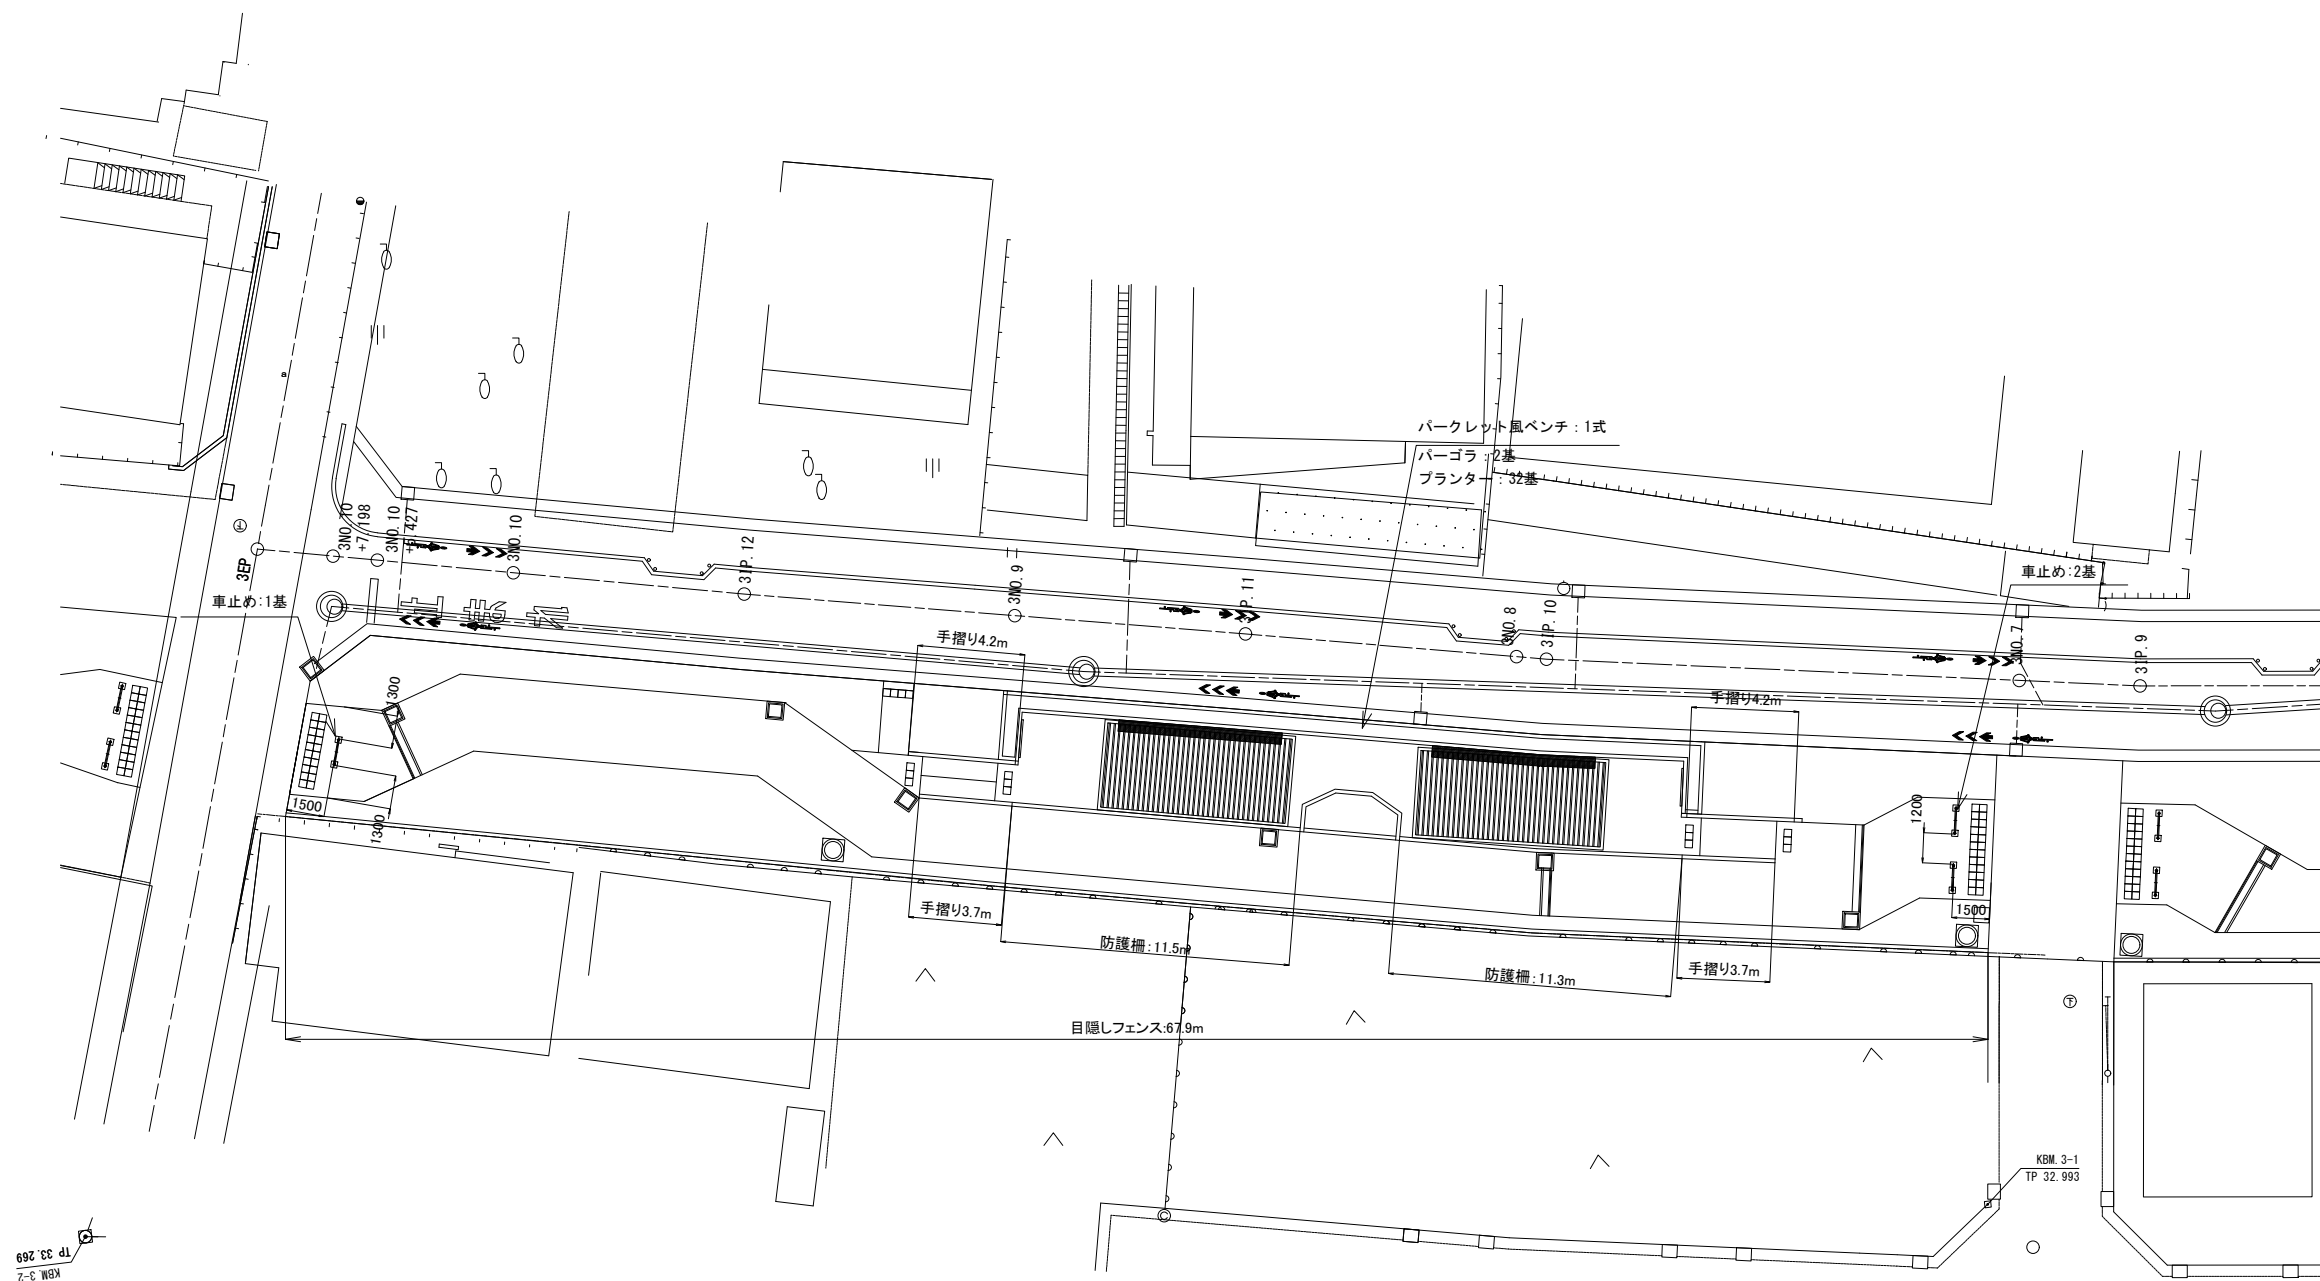 パークレット風ベンチ：1式
パーゴラ：2基
プランター：32基
3NO.10
+7.198
3NO.10
3NO.10
3IP.12
3NO.9
3NO.8
3IP.10
3NO.7
3IP.9
車止め:2基
3EP
車止め:1基
手摺り4.2m
手摺り4.2m
1300
1500
1300
1200
1500
手摺り3.7m
防護柵:11.5m
防護柵:11.3m
手摺り3.7m
目隠しフェンス:67.9m
KBM.3-1
TP 32.993
TP 33.269
KBM.3-2